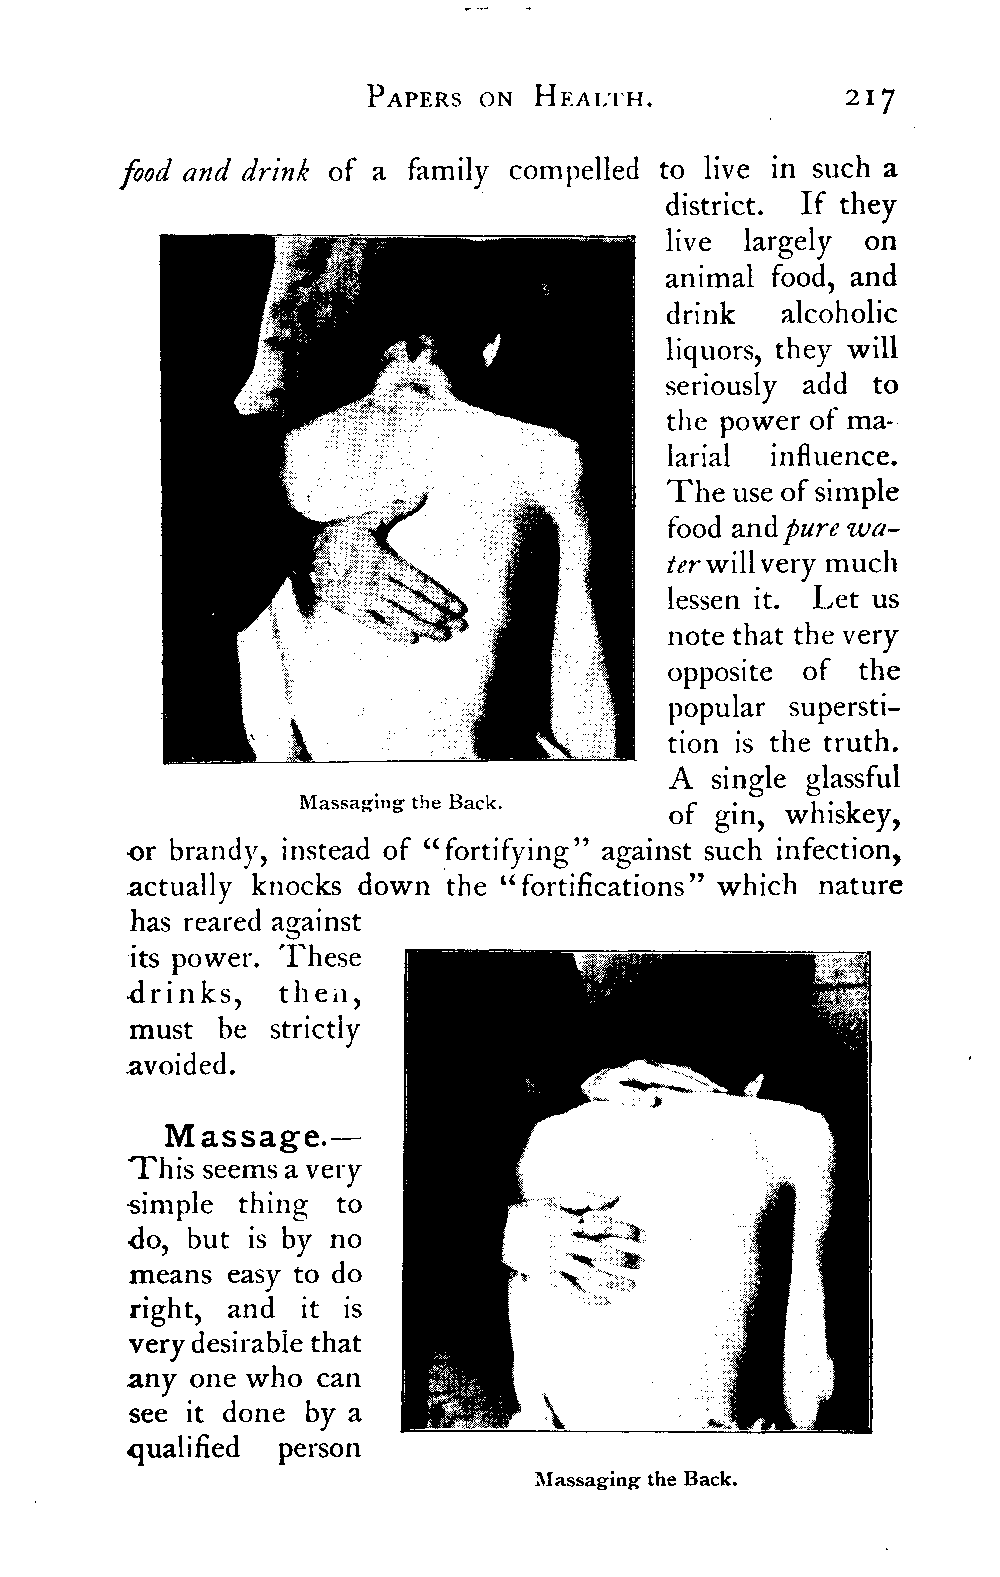 PAPERS ON HEALTH. 217
food and drink of a family compelled to live in such a
district. If they
live largely on
animal food, and
drink alcoholic
liquors, they will
seriously add to
the power of ma-
larial influence.
The use of simple
food and pure wa-
ter will very much
lessen it. Let us
note that the very
opposite of the
popular supersti-
tion is the truth.
A single glassful
of gin, whiskey,
Massaging the Back.
or brandy, instead of “fortifying” against such infection,
actually knocks down the “fortifications” which nature
has reared against
its power. These
drinks, then,
must be strictly
avoided.
Massage.—
This seems a very
simple thing to
do, but is by no
means easy to do
right, and it is
very desirable that
any one who can
see it done by a
qualified person
Massaging the Back.